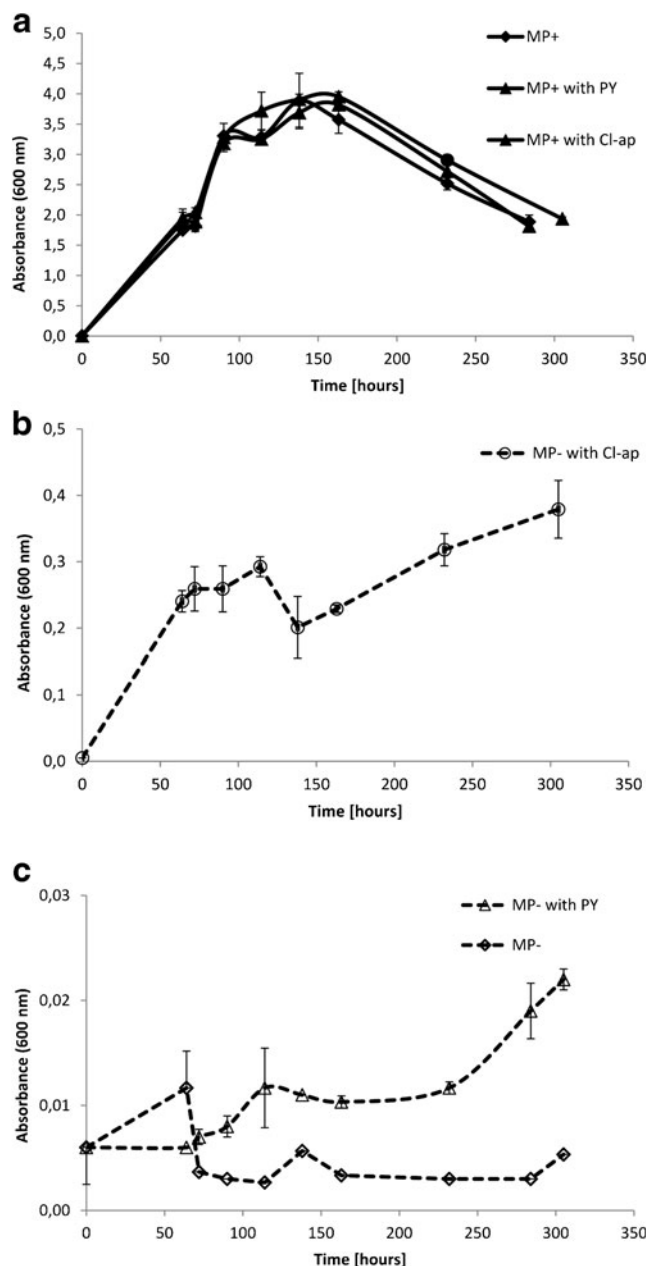 a
MP+
MP+ with PY
MP+ with Cl-ap
Absorbance (600 nm)
5,0
4,5
4,0
3,5
3,0
2,5
2,0
1,5
1,0
0,5
0,0
0 50 100 150 200 250 300 350
Time [hours]
b
MP- with Cl-ap
Absorbance (600 nm)
0,5
0,4
0,3
0,2
0,1
0,0
0 50 100 150 200 250 300 350
Time [hours]
c
MP- with PY
MP-
Absorbance (600 nm)
0,03
0,02
0,01
0,00
0 50 100 150 200 250 300 350
Time [hours]